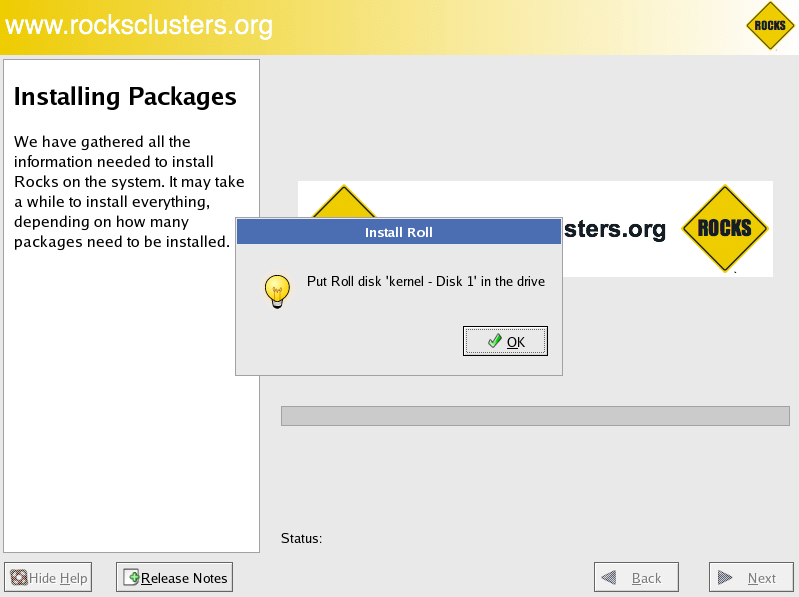 www.rocksclusters.org
ROCKS
Installing Packages
We have gathered all the
information needed to install
Rocks on the system. It may take
a while to install everything,
depending on how many
packages need to be installed.
sters.org
ROCKS
Install Roll
Put Roll disk 'kernel - Disk 1' in the drive
OK
Status:
Hide Help
Release Notes
Back
Next